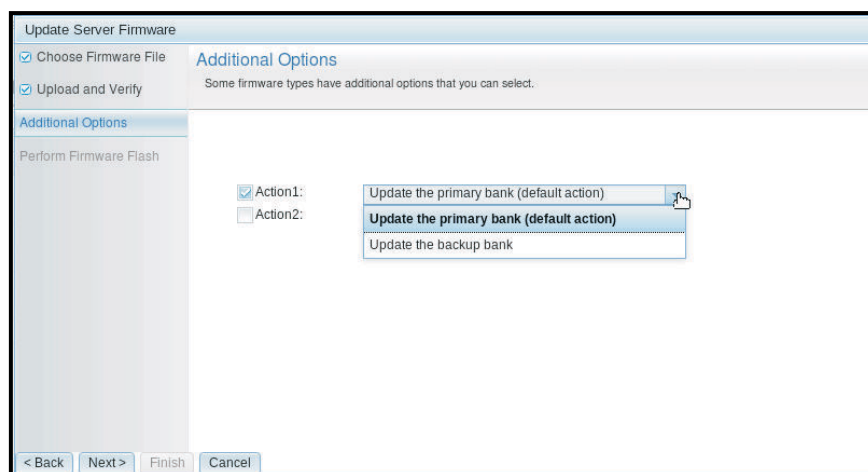 Update Server Firmware
Choose Firmware File
Upload and Verify
Additional Options
Perform Firmware Flash
Additional Options
Some firmware types have additional options that you can select.
Action1: Update the primary bank (default action)
Action2:
Update the primary bank (default action)
Update the backup bank
< Back Next > Finish Cancel